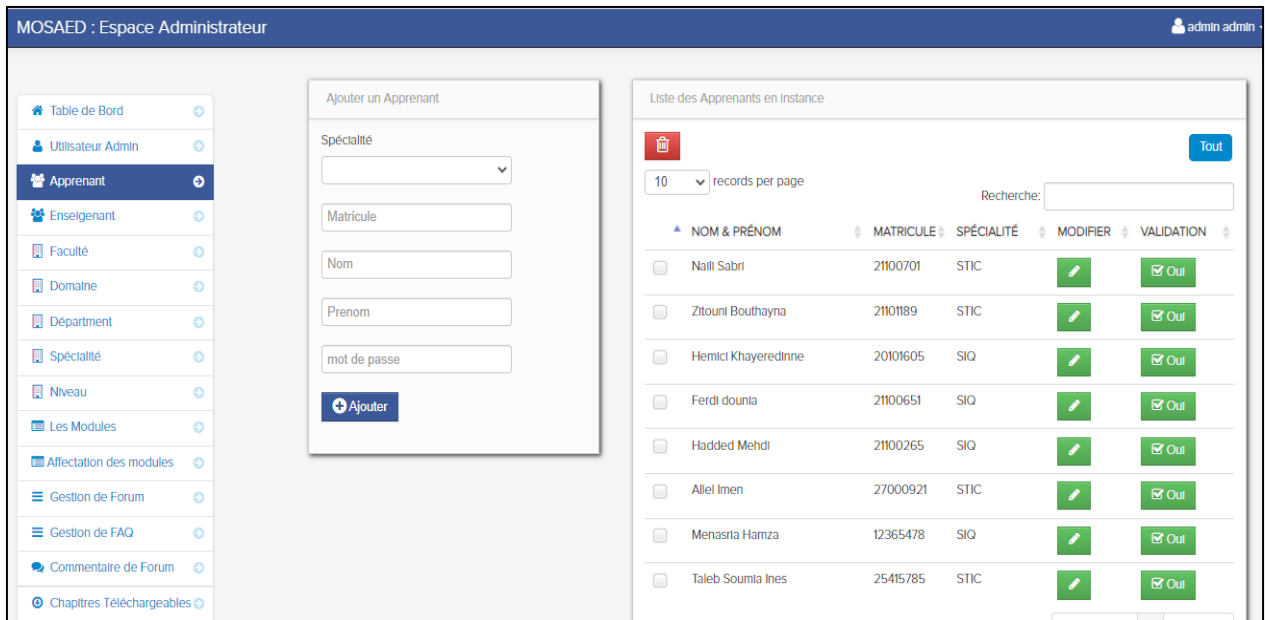 MOSAED : Espace Administrateur
admin admin
Table de Bord
Utilisateur Admin
Apprenant
Enseigenant
Faculté
Domaine
Départment
Spécialité
Niveau
Les Modules
Affectation des modules
Gestion de Forum
Gestion de FAQ
Commentaire de Forum
Chapitres Téléchargeables
Ajouter un Apprenant
Spécialité
Matricule
Nom
Prenom
mot de passe
Ajouter
Liste des Apprenants en Instance
Tout
10 records per page
Recherche:
NOM & PRÉNOM MATRICULE SPÉCIALITÉ MODIFIER VALIDATION
Naili Sabri 21100701 STIC Oui
Zitouni Bouthayna 21101189 STIC Oui
Hemici Khayeredinne 20101605 SIQ Oui
Ferdi dounia 21100651 SIQ Oui
Hadded Mehdi 21100265 SIQ Oui
Allel Imen 27000921 STIC Oui
Menasria Hamza 12365478 SIQ Oui
Taleb Soumia Ines 25415785 STIC Oui